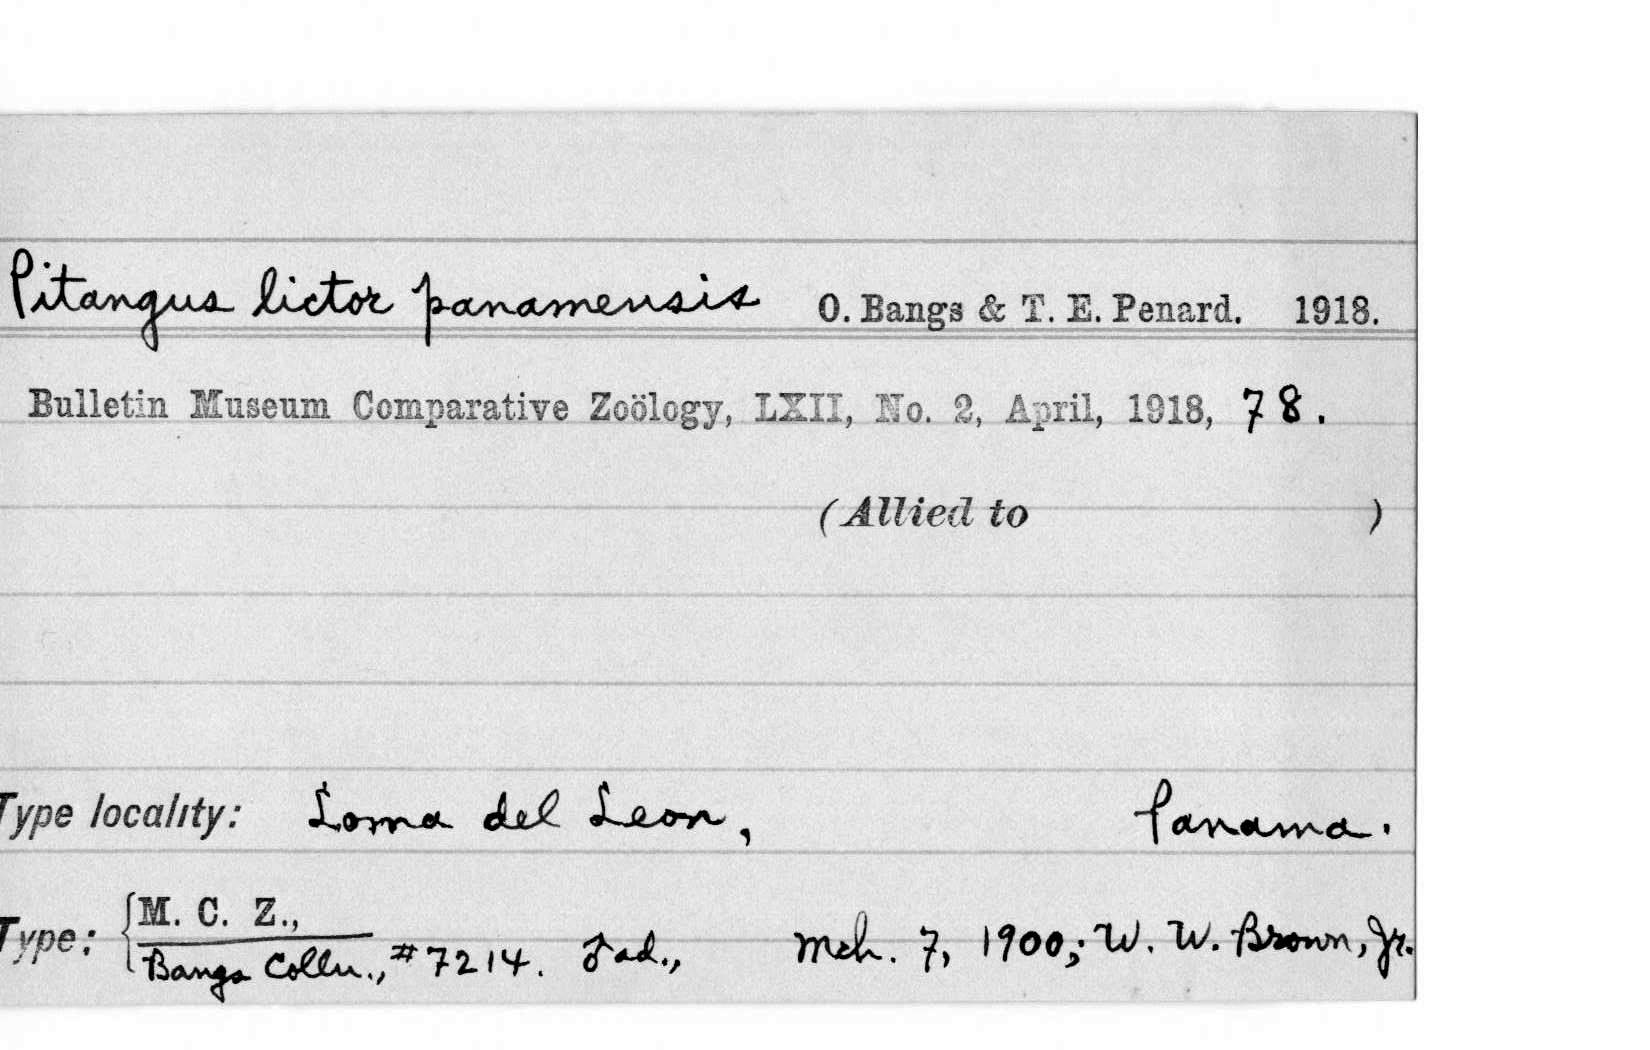 Pitangus lictor panamensis O. Bangs & T. E. Penard. 1918.
Bulletin Museum Comparative Zoölogy, LXII, No. 2, April, 1918, 78.
(Allied to )
Type locality: Loma del Leon, Panama.
Type: { M. C. Z.,
Bangs Colln., #7214. ♂ ad., Mch. 7, 1900; W. W. Brown, Jr.